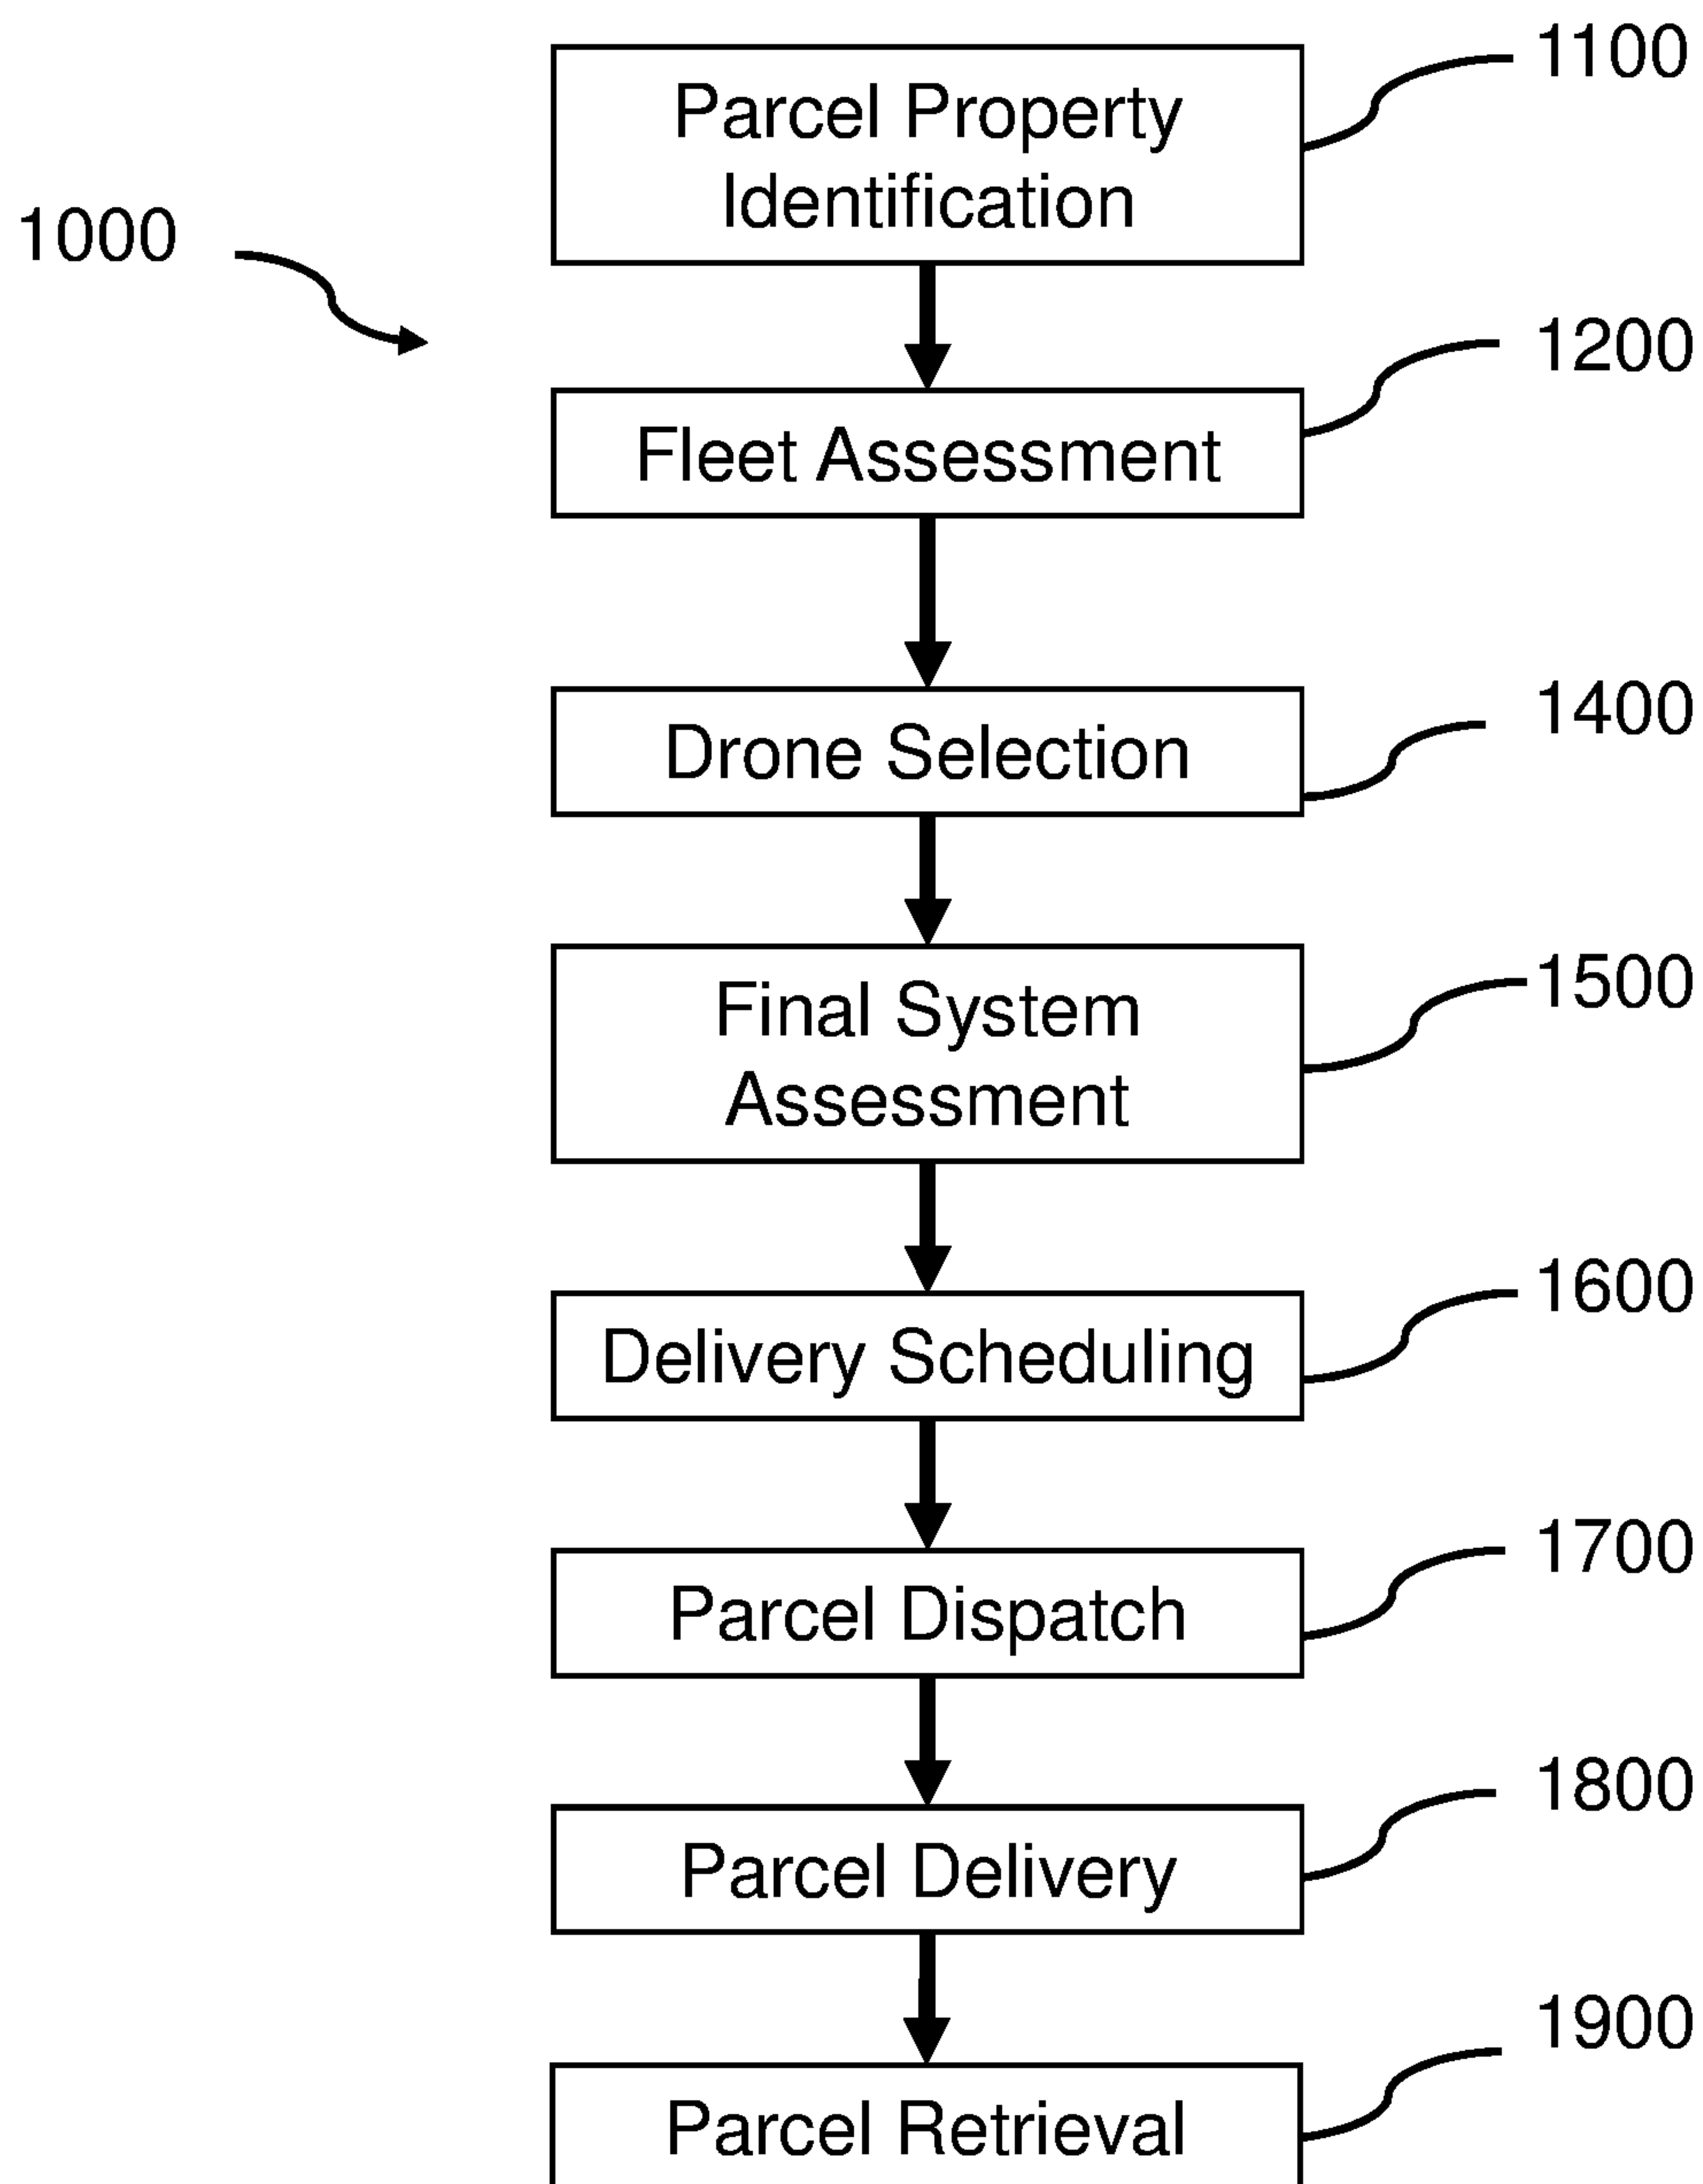 1100
Parcel Property
Identification
1000
1200
Fleet Assessment
1400
Drone Selection
1500
Final System
Assessment
1600
Delivery Scheduling
1700
Parcel Dispatch
1800
Parcel Delivery
1900
Parcel Retrieval